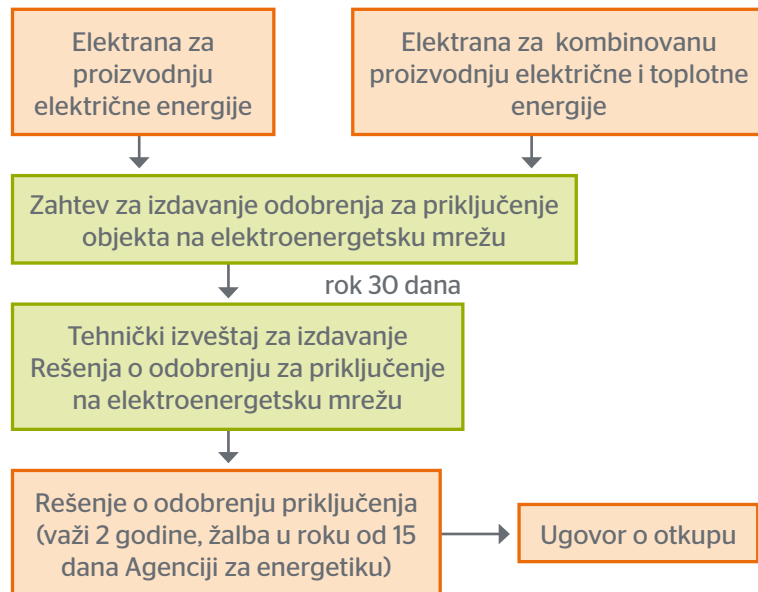 Elektrana za
proizvodnju
električne energije
Elektrana za kombinovanu
proizvodnju električne i toplotne
energije
Zahtev za izdavanje odobrenja za priključenje
objekta na elektroenergetsku mrežu
rok 30 dana
Tehnički izveštaj za izdavanje
Rešenja o odobrenju za priključenje
na elektroenergetsku mrežu
Rešenje o odobrenju priključenja
(važi 2 godine, žalba u roku od 15
dana Agenciji za energetiku)
Ugovor o otkupu